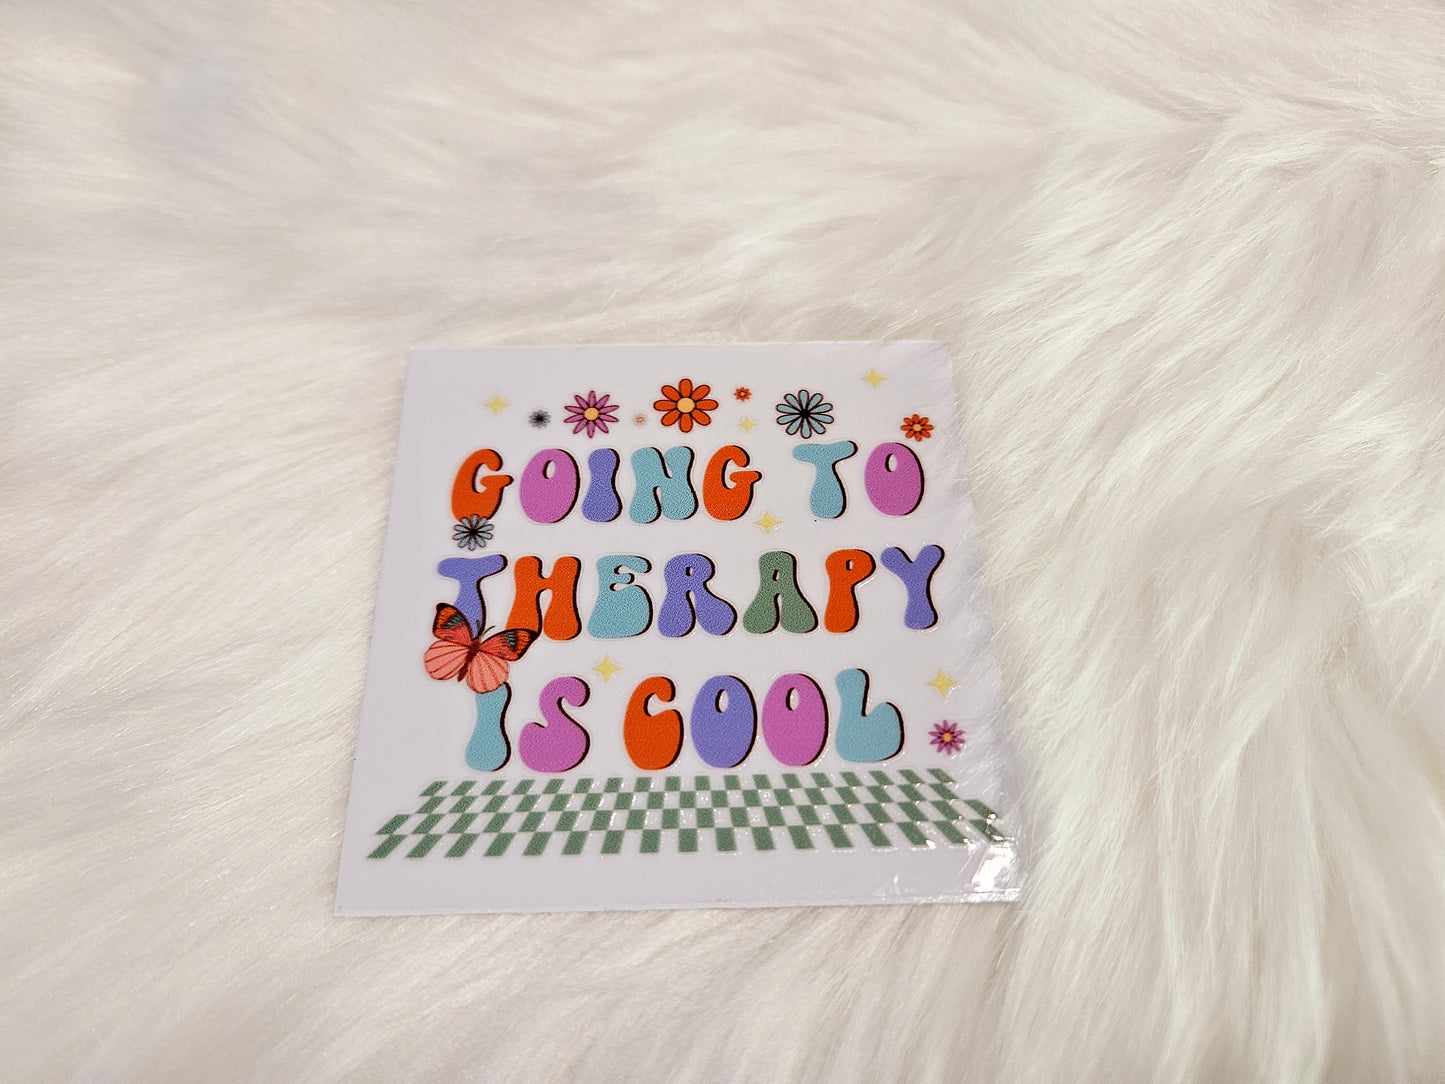 GOING TO
THERAPY
IS COOL